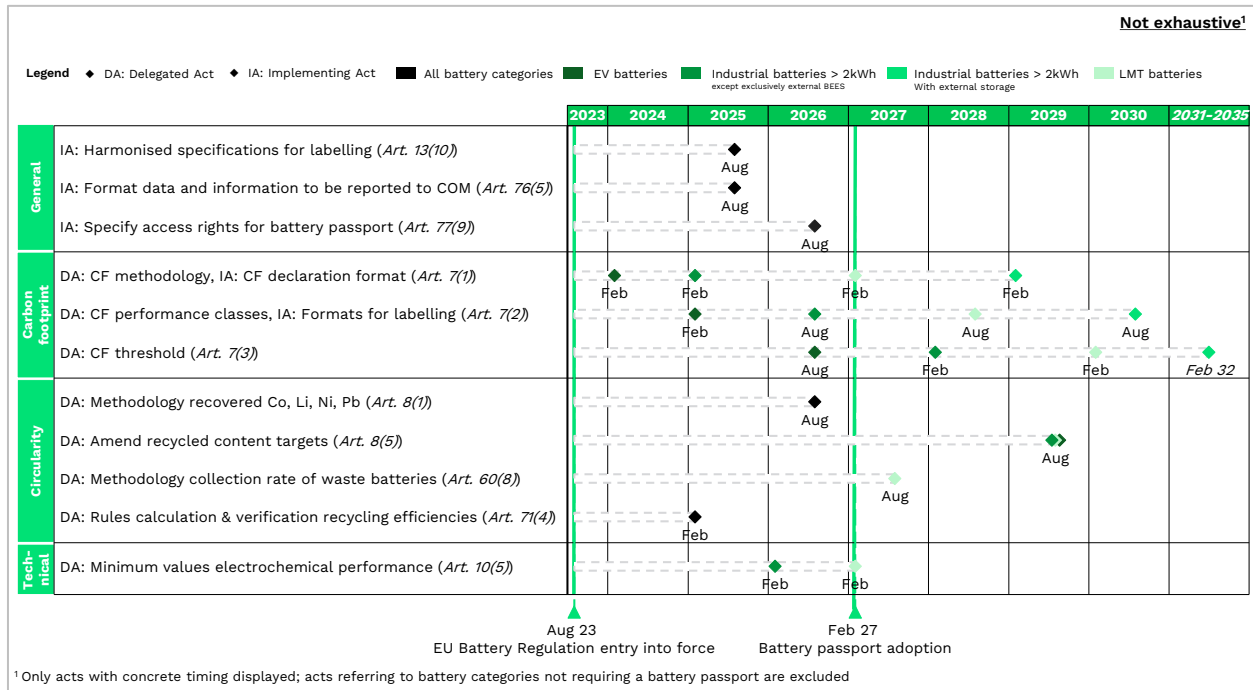 Not exhaustive¹
Legend ◆ DA: Delegated Act ◆ IA: Implementing Act All battery categories EV batteries Industrial batteries > 2kWh Industrial batteries > 2kWh LMT batteries
except exclusively external BEES With external storage
2023 2024 2025 2026 2027 2028 2029 2030 2031–2035
General
IA: Harmonised specifications for labelling (Art. 13(10))
Aug
IA: Format data and information to be reported to COM (Art. 76(5))
Aug
IA: Specify access rights for battery passport (Art. 77(9))
Aug
Carbon
footprint
DA: CF methodology, IA: CF declaration format (Art. 7(1))
Feb Feb Feb Feb
DA: CF performance classes, IA: Formats for labelling (Art. 7(2))
Feb Aug Aug Aug
DA: CF threshold (Art. 7(3))
Aug Feb Feb Feb 32
Circularity
DA: Methodology recovered Co, Li, Ni, Pb (Art. 8(1))
Aug
DA: Amend recycled content targets (Art. 8(5))
Aug
DA: Methodology collection rate of waste batteries (Art. 60(8))
Aug
DA: Rules calculation & verification recycling efficiencies (Art. 71(4))
Feb
Tech-
nical
DA: Minimum values electrochemical performance (Art. 10(5))
Feb Feb
Aug 23 Feb 27
EU Battery Regulation entry into force Battery passport adoption
¹ Only acts with concrete timing displayed; acts referring to battery categories not requiring a battery passport are excluded